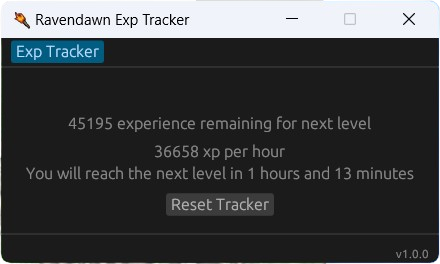 Ravendawn Exp Tracker
Exp Tracker
45195 experience remaining for next level
36658 xp per hour
You will reach the next level in 1 hours and 13 minutes
Reset Tracker
v1.0.0